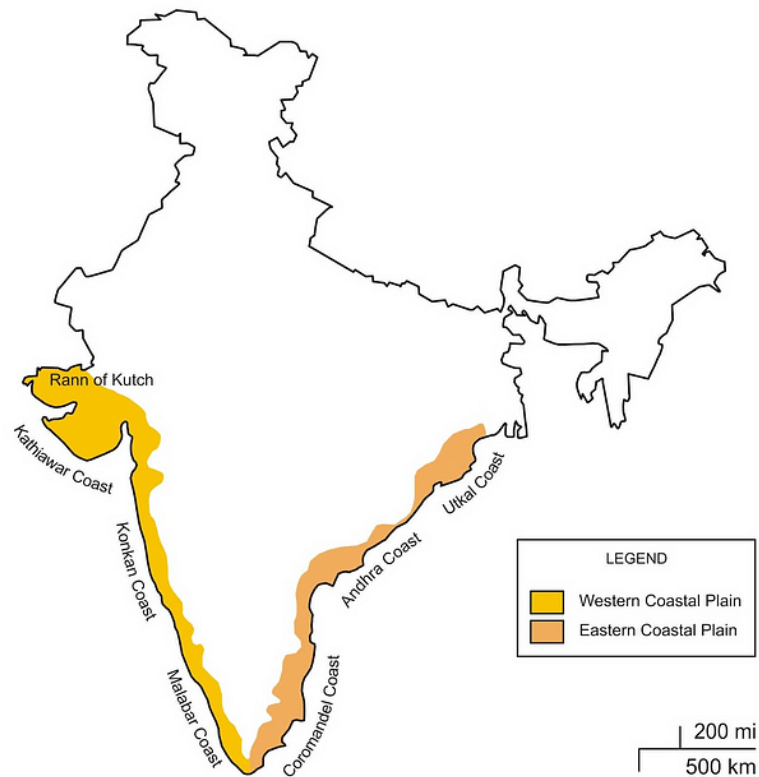 Rann of Kutch
Kathiawar Coast
Konkan Coast
Malabar Coast
Coromandel Coast
Andhra Coast
Utkal Coast
LEGEND
Western Coastal Plain
Eastern Coastal Plain
200 mi
500 km